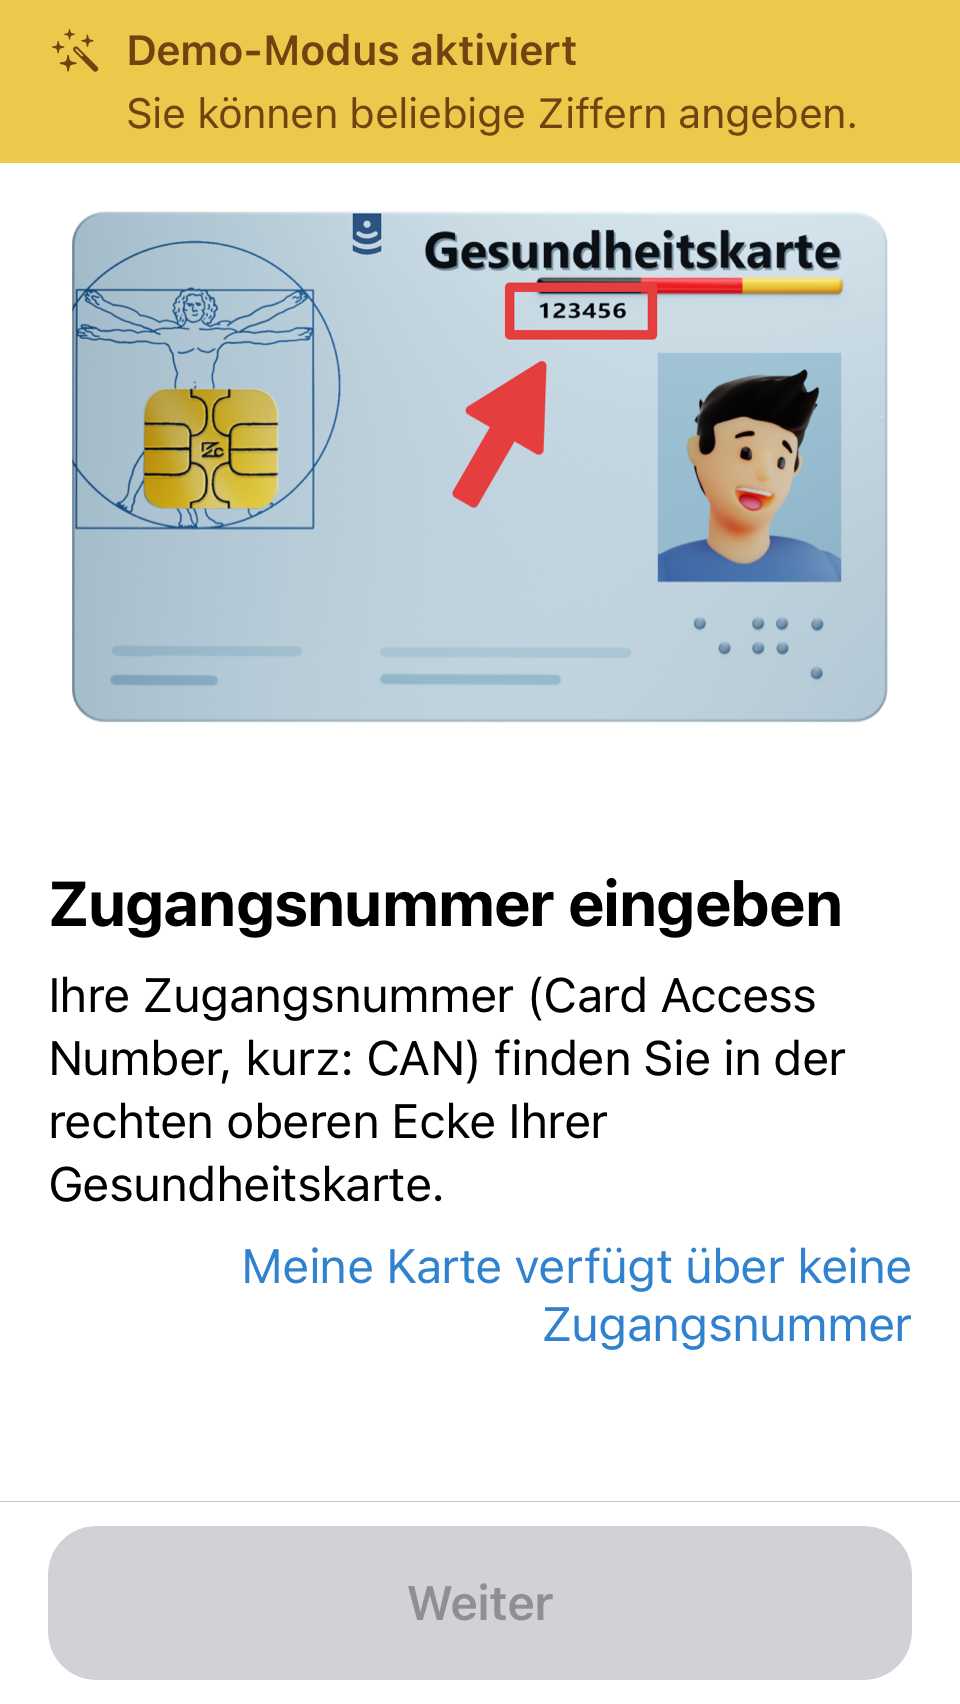 Demo-Modus aktiviert
Sie können beliebige Ziffern angeben.
Gesundheitskarte
123456
Zugangsnummer eingeben
Ihre Zugangsnummer (Card Access
Number, kurz: CAN) finden Sie in der
rechten oberen Ecke Ihrer
Gesundheitskarte.
Meine Karte verfügt über keine
Zugangsnummer
Weiter